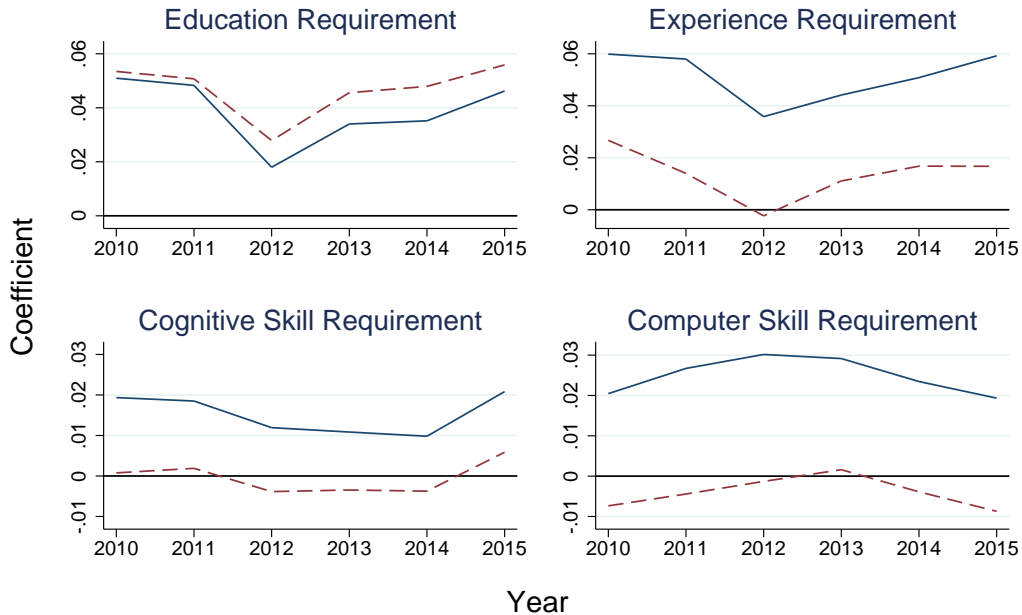 Education Requirement
.06
.04
.02
0
2010 2011 2012 2013 2014 2015
Experience Requirement
.06
.04
.02
0
2010 2011 2012 2013 2014 2015
Cognitive Skill Requirement
.03
.02
.01
0
-.01
2010 2011 2012 2013 2014 2015
Computer Skill Requirement
.03
.02
.01
0
-.01
2010 2011 2012 2013 2014 2015
Coefficient
Year